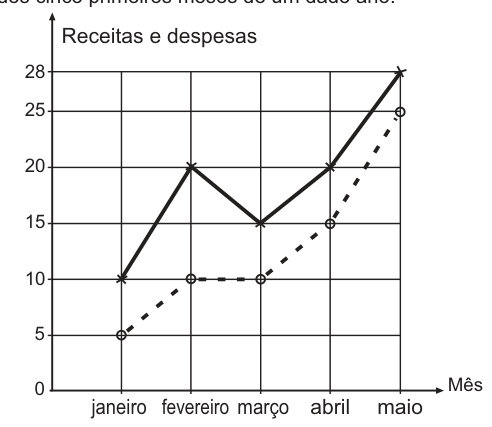 dos cinco primeiros meses de um dado ano.
Receitas e despesas
28
25
20
15
10
5
0
Mês
janeiro fevereiro março abril maio